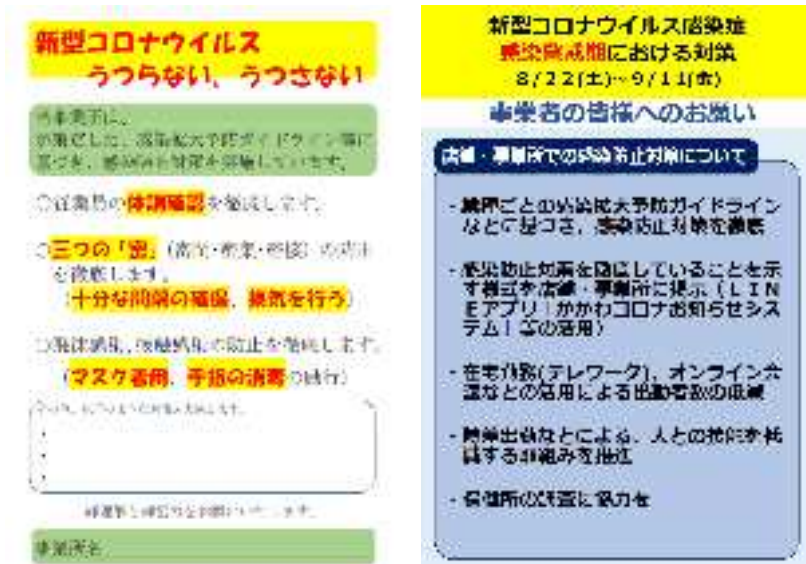 新型コロナウイルス
うつらない、うつさない
当事業所は、
が策定した、感染拡大予防ガイドライン等に
基づき、感染防止対策を実施しています。
○従業員の体調確認を徹底します。
○三つの「密」(密閉・密集・密接)の防止
を徹底します。
(十分な間隔の確保、換気を行う)
○飛沫感染、接触感染の防止を徹底します。
(マスク着用、手指の消毒の励行)
事業所名
新型コロナウイルス感染症
感染警戒期における対策
8/22(土)~9/11(金)
事業者の皆様へのお願い
店舗・事業所での感染防止対策について
・業種ごとの感染拡大予防ガイドライン
などに基づき、感染防止対策を徹底
・感染防止対策を徹底していることを示
す様式を店舗・事業所に掲示(LIN
Eアプリ「かがわコロナお知らせシス
テム」等の活用)
・在宅勤務(テレワーク)、オンライン会
議などの活用による出勤者数の低減
・時差出勤などによる、人との接触を低
減する取組みを推進
・保健所の調査に協力を